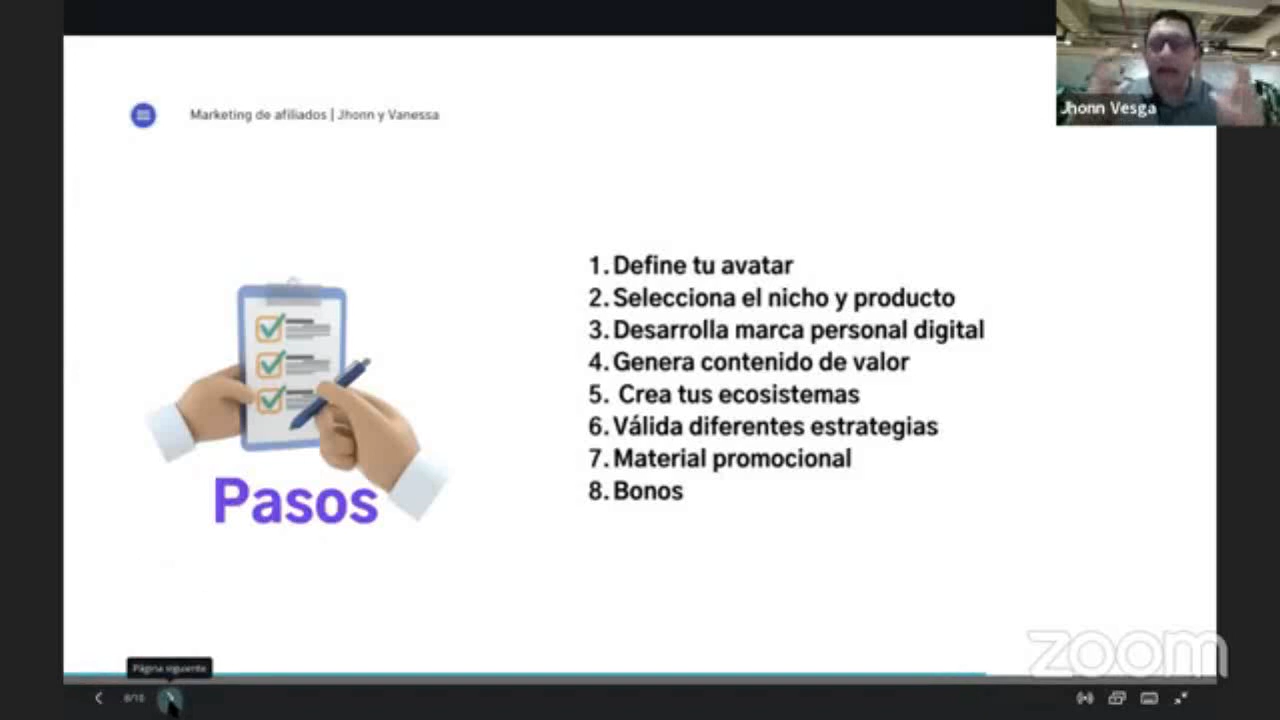 Marketing de afiliados | Jhonn y Vanessa
Jhonn Vesga
1. Define tu avatar
2. Selecciona el nicho y producto
3. Desarrolla marca personal digital
4. Genera contenido de valor
5. Crea tus ecosistemas
6. Válida diferentes estrategias
7. Material promocional
8. Bonos
Pasos
zoom
Página siguiente
8/10